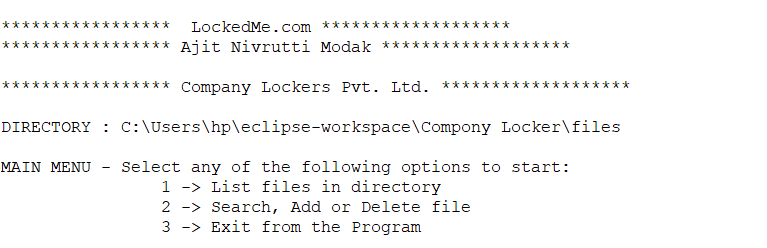 *****************  LockedMe.com *******************
***************** Ajit Nivrutti Modak *******************
***************** Company Lockers Pvt. Ltd. *******************
DIRECTORY : C:\Users\hp\eclipse-workspace\Compony Locker\files
MAIN MENU - Select any of the following options to start:
1 -> List files in directory
2 -> Search, Add or Delete file
3 -> Exit from the Program